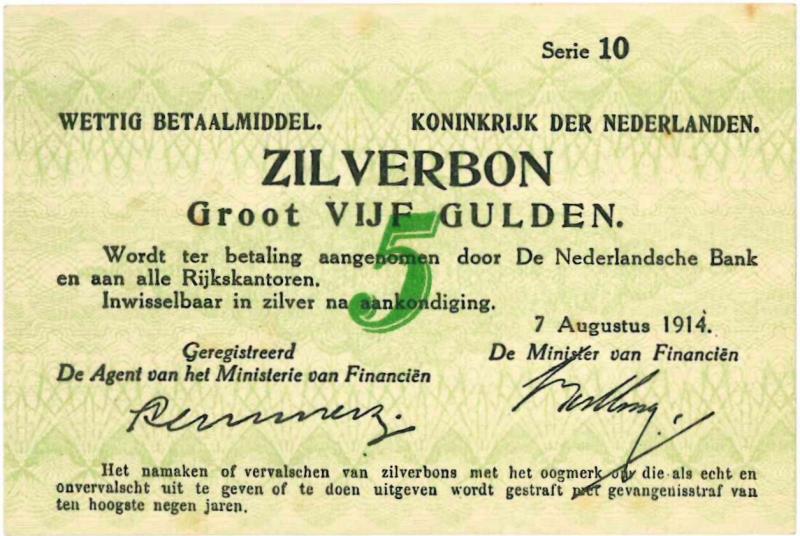 Serie 10
WETTIG BETAALMIDDEL. KONINKRIJK DER NEDERLANDEN.
ZILVERBON
Groot VIJF GULDEN.
5
Wordt ter betaling aangenomen door De Nederlandsche Bank
en aan alle Rijkskantoren.
Inwisselbaar in zilver na aankondiging.
7 Augustus 1914.
Geregistreerd
De Agent van het Ministerie van Financiën
De Minister van Financiën
Het namaken of vervalschen van zilverbons met het oogmerk om die als echt en
onvervalscht uit te geven of te doen uitgeven wordt gestraft met gevangenisstraf van
ten hoogste negen jaren.